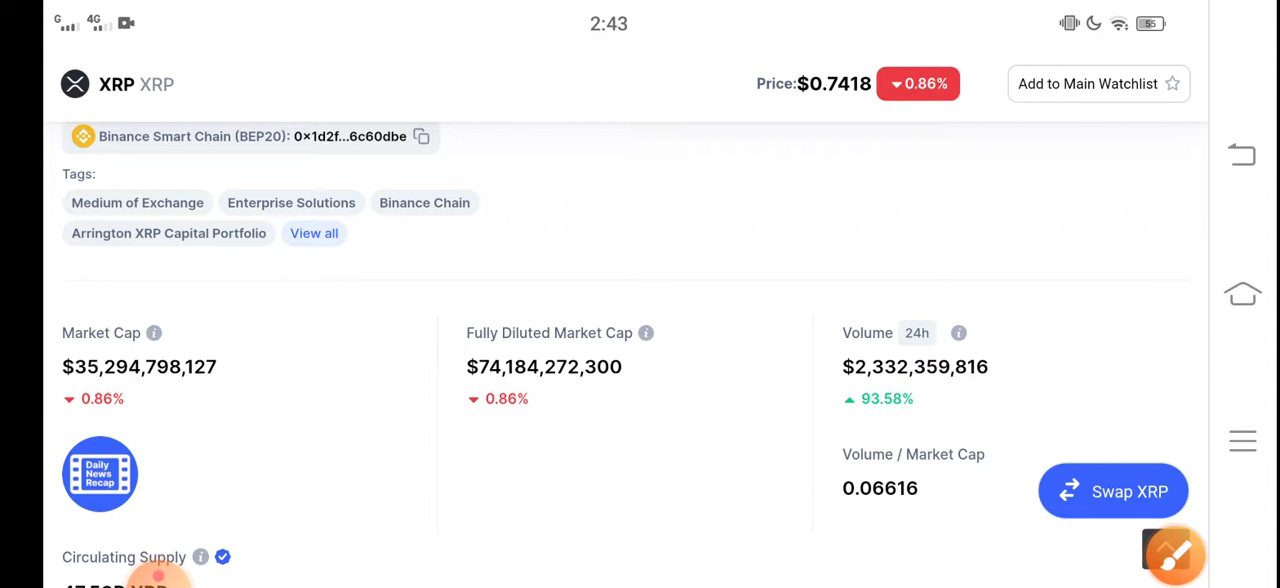 G 4G 2:43 55
XRP XRP Price:$0.7418 0.86% Add to Main Watchlist
Binance Smart Chain (BEP20): 0x1d2f...6c60dbe
Tags:
Medium of Exchange Enterprise Solutions Binance Chain
Arrington XRP Capital Portfolio View all
Market Cap Fully Diluted Market Cap Volume 24h
$35,294,798,127 $74,184,272,300 $2,332,359,816
0.86% 0.86% 93.58%
Volume / Market Cap
0.06616
Daily
News
Recap
Swap XRP
Circulating Supply